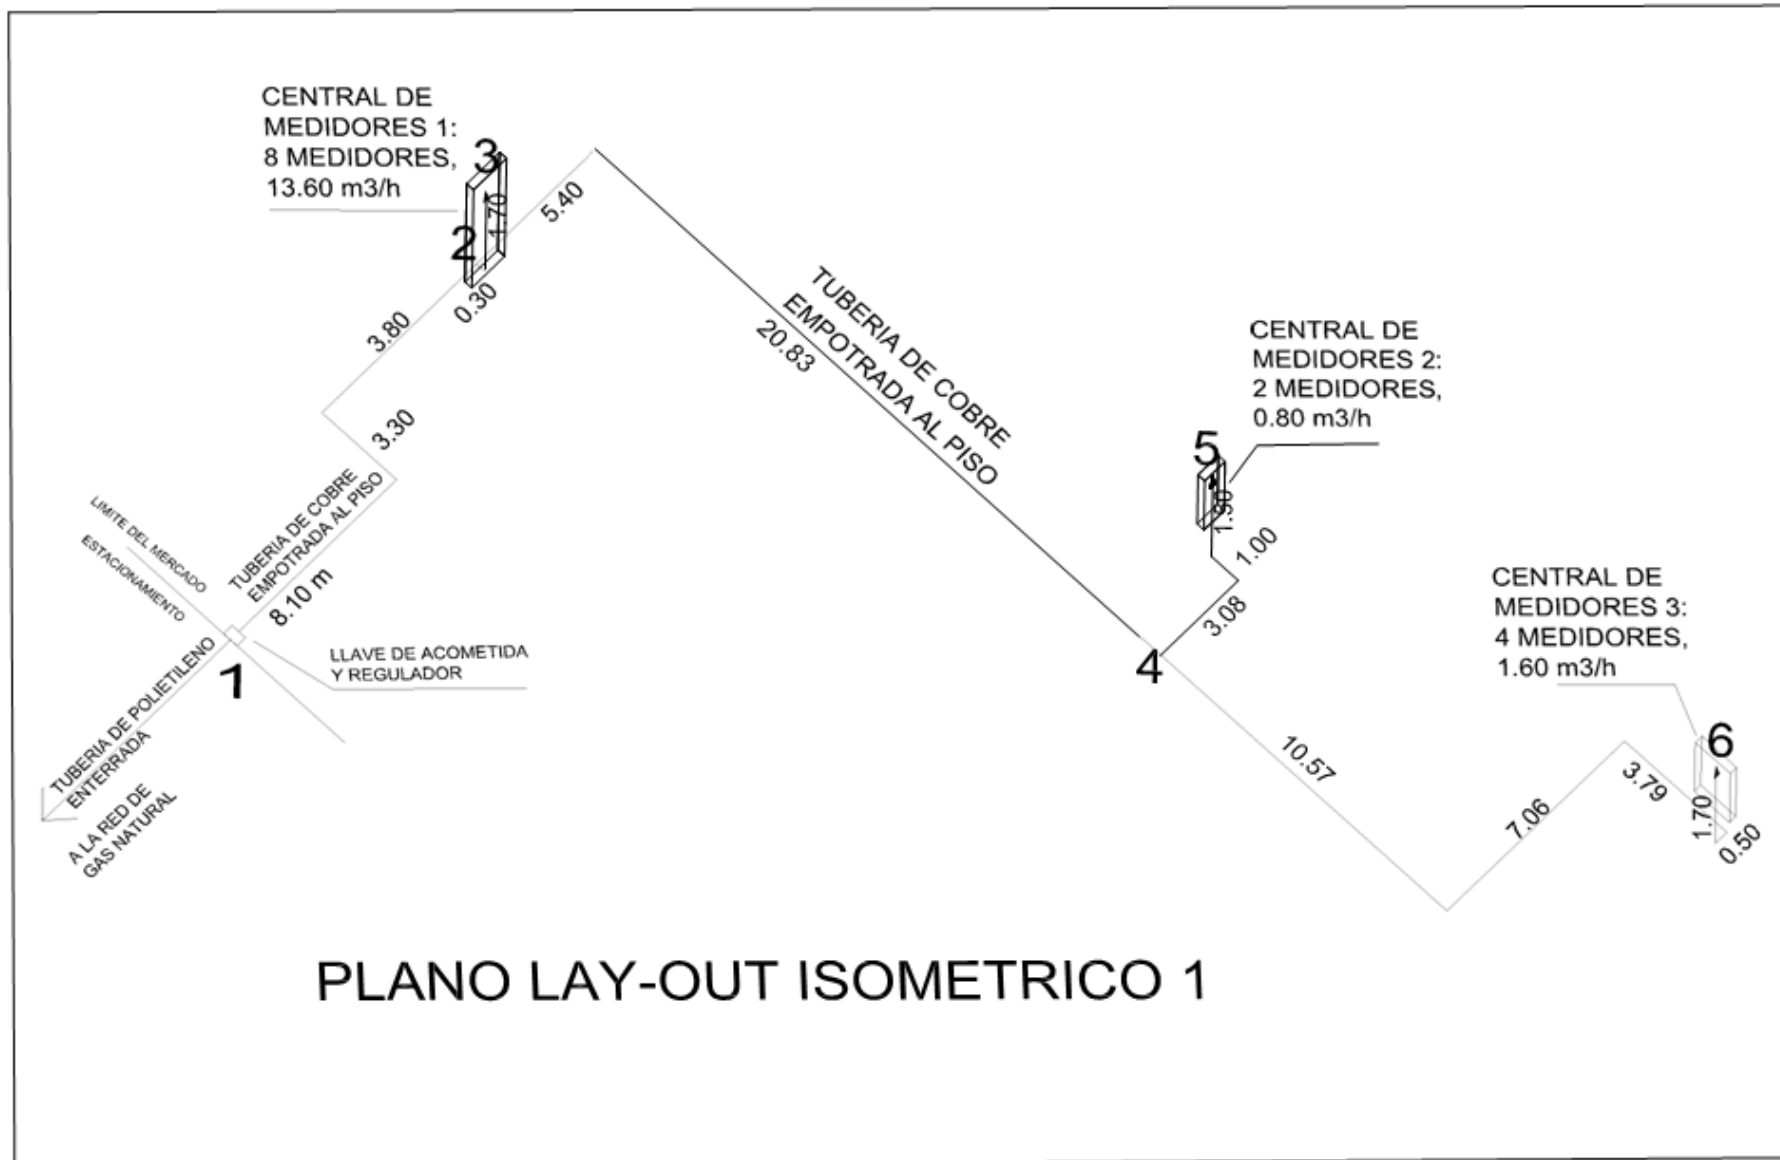 CENTRAL DE
MEDIDORES 1:
8 MEDIDORES,
13.60 m3/h
3
2
1.70
0.30
5.40
3.80
3.30
TUBERIA DE COBRE
EMPOTRADA AL PISO
20.83
CENTRAL DE
MEDIDORES 2:
2 MEDIDORES,
0.80 m3/h
5
1.90
1.00
3.08
4
CENTRAL DE
MEDIDORES 3:
4 MEDIDORES,
1.60 m3/h
6
1.70
0.50
3.79
7.06
10.57
LIMITE DEL MERCADO
ESTACIONAMIENTO
TUBERIA DE COBRE
EMPOTRADA AL PISO
8.10 m
LLAVE DE ACOMETIDA
Y REGULADOR
1
TUBERIA DE POLIETILENO
ENTERRADA
A LA RED DE
GAS NATURAL
PLANO LAY-OUT ISOMETRICO 1